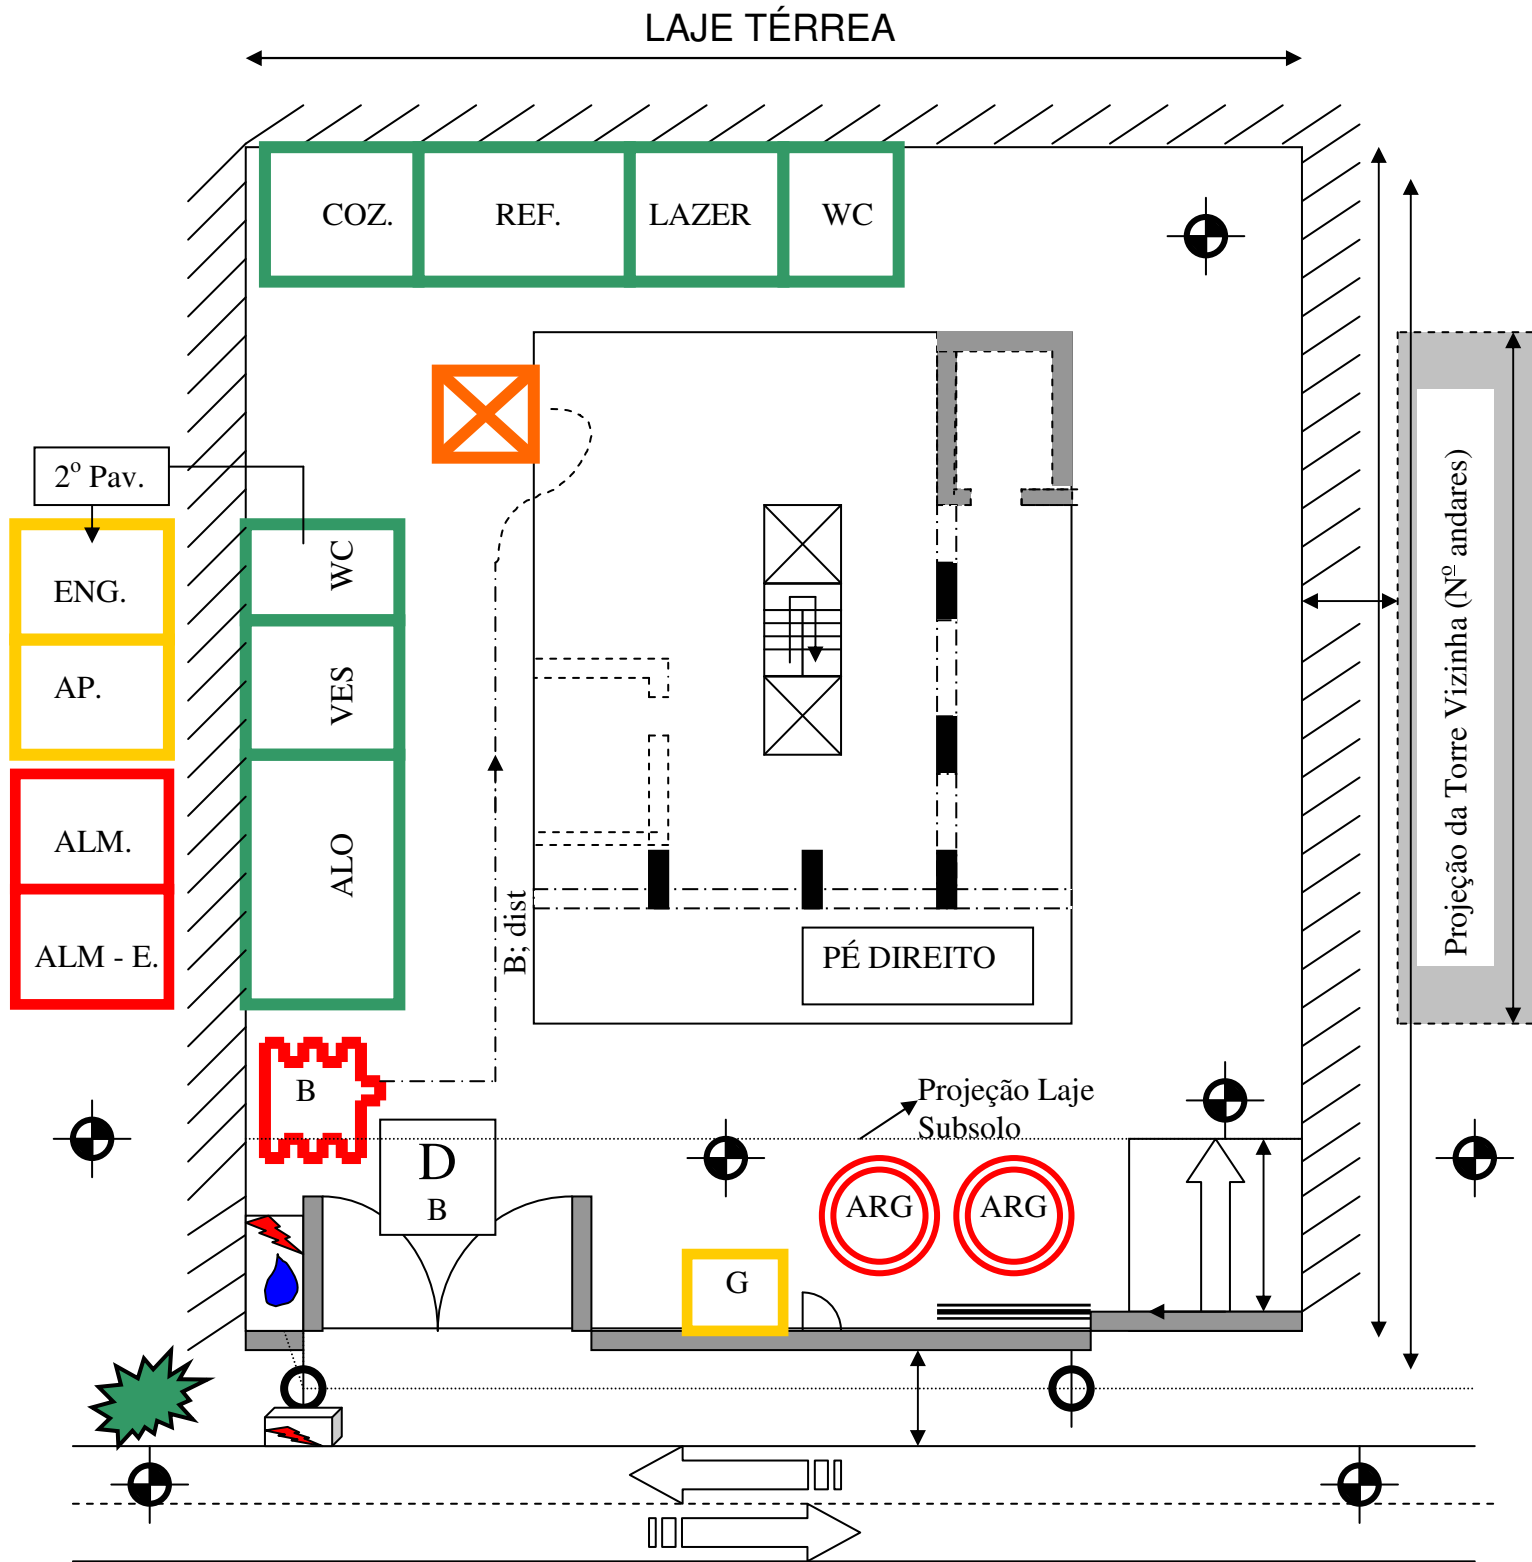 LAJE TÉRREA
COZ.
REF.
LAZER
WC
2º Pav.
ENG.
AP.
ALM.
ALM - E.
WC
VES
ALO
B; dist
PÉ DIREITO
Projeção da Torre Vizinha (Nº andares)
B
D
B
Projeção Laje
Subsolo
ARG
ARG
G